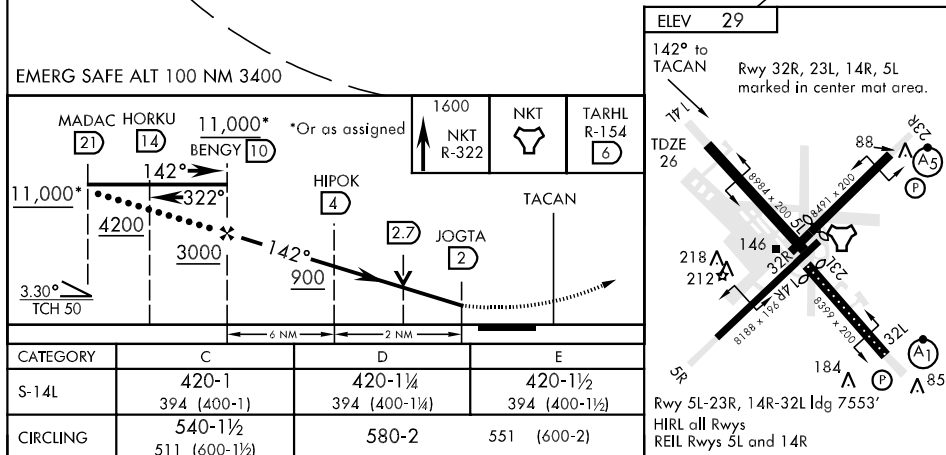 EMERG SAFE ALT 100 NM 3400
MADAC
21
HORKU
14
11,000*
BENGY 10
*Or as assigned
1600
NKT
R-322
NKT
TARHL
R-154
6
11,000*
142°
322°
4200
3000
HIPOK
4
142°
900
2.7
JOGTA
2
TACAN
3.30°
TCH 50
6 NM
2 NM
CATEGORY C D E
S-14L 420-1 420-1¼ 420-1½
394 (400-1) 394 (400-1¼) 394 (400-1½)
CIRCLING 540-1½ 580-2 551 (600-2)
511 (600-1½)
ELEV 29
142° to
TACAN
Rwy 32R, 23L, 14R, 5L
marked in center mat area.
14L
23R
TDZE
26
88
A5
P
8984 x 200
8491 x 200
5L
146
32R
23L
14R
218
212
8188 x 196
8399 x 200
32L
5R
184
P
A1
85
Rwy 5L-23R, 14R-32L ldg 7553'
HIRL all Rwys
REIL Rwys 5L and 14R